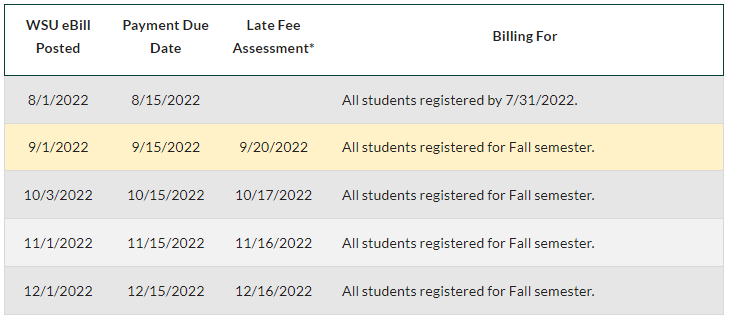 WSU eBill Payment Due Late Fee Billing For
Posted Date Assessment*
8/1/2022 8/15/2022 All students registered by 7/31/2022.
9/1/2022 9/15/2022 9/20/2022 All students registered for Fall semester.
10/3/2022 10/15/2022 10/17/2022 All students registered for Fall semester.
11/1/2022 11/15/2022 11/16/2022 All students registered for Fall semester.
12/1/2022 12/15/2022 12/16/2022 All students registered for Fall semester.